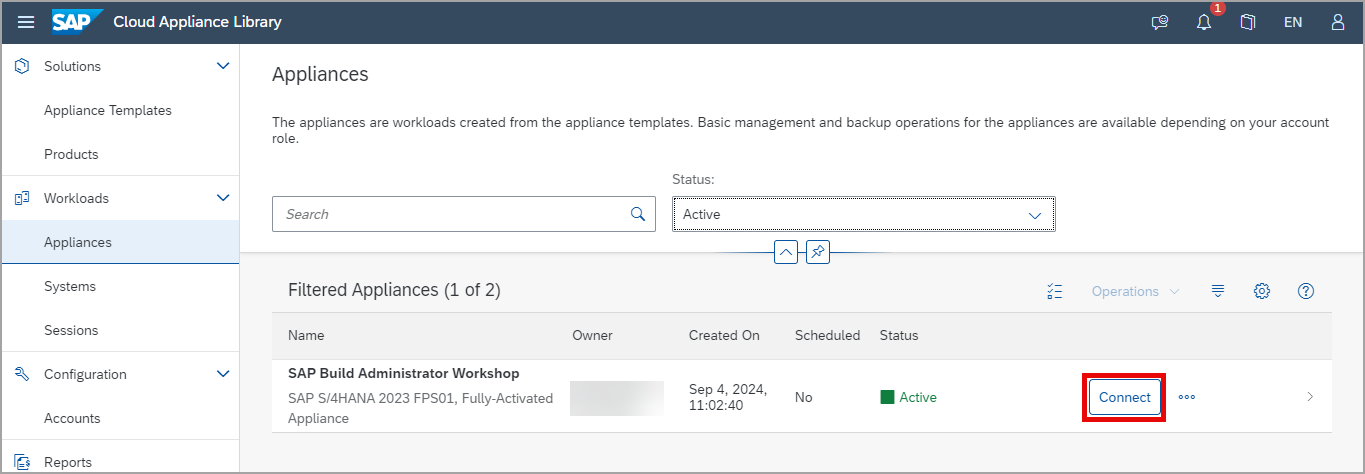 SAP Cloud Appliance Library
1
EN
Solutions
Appliance Templates
Products
Workloads
Appliances
Systems
Sessions
Configuration
Accounts
Reports
Appliances
The appliances are workloads created from the appliance templates. Basic management and backup operations for the appliances are available depending on your account
role.
Status:
Search
Active
Filtered Appliances (1 of 2)
Operations
Name Owner Created On Scheduled Status
SAP Build Administrator Workshop
SAP S/4HANA 2023 FPS01, Fully-Activated
Appliance
Sep 4, 2024,
11:02:40
No
Active
Connect